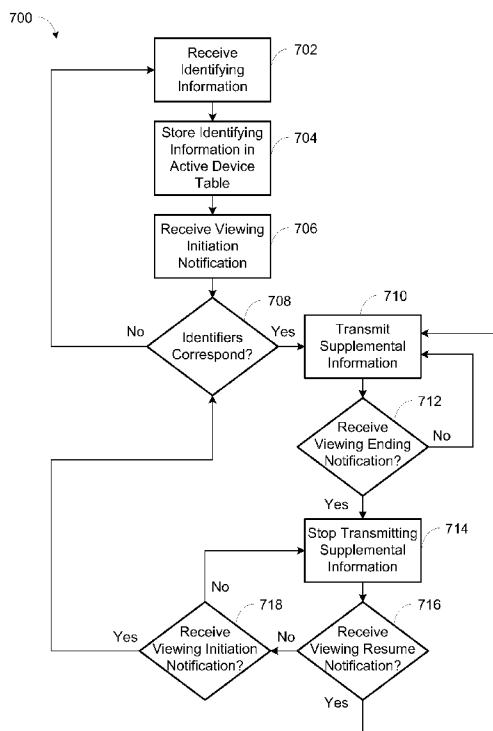 700
Receive
Identifying
Information
702
Store Identifying
Information in
Active Device
Table
704
Receive Viewing
Initiation
Notification
706
708
710
No
Identifiers
Correspond?
Yes
Transmit
Supplemental
Information
712
Receive
Viewing Ending
Notification?
No
Yes
Stop Transmitting
Supplemental
Information
714
No
718
716
Yes
Receive
Viewing Initiation
Notification?
No
Receive
Viewing Resume
Notification?
Yes